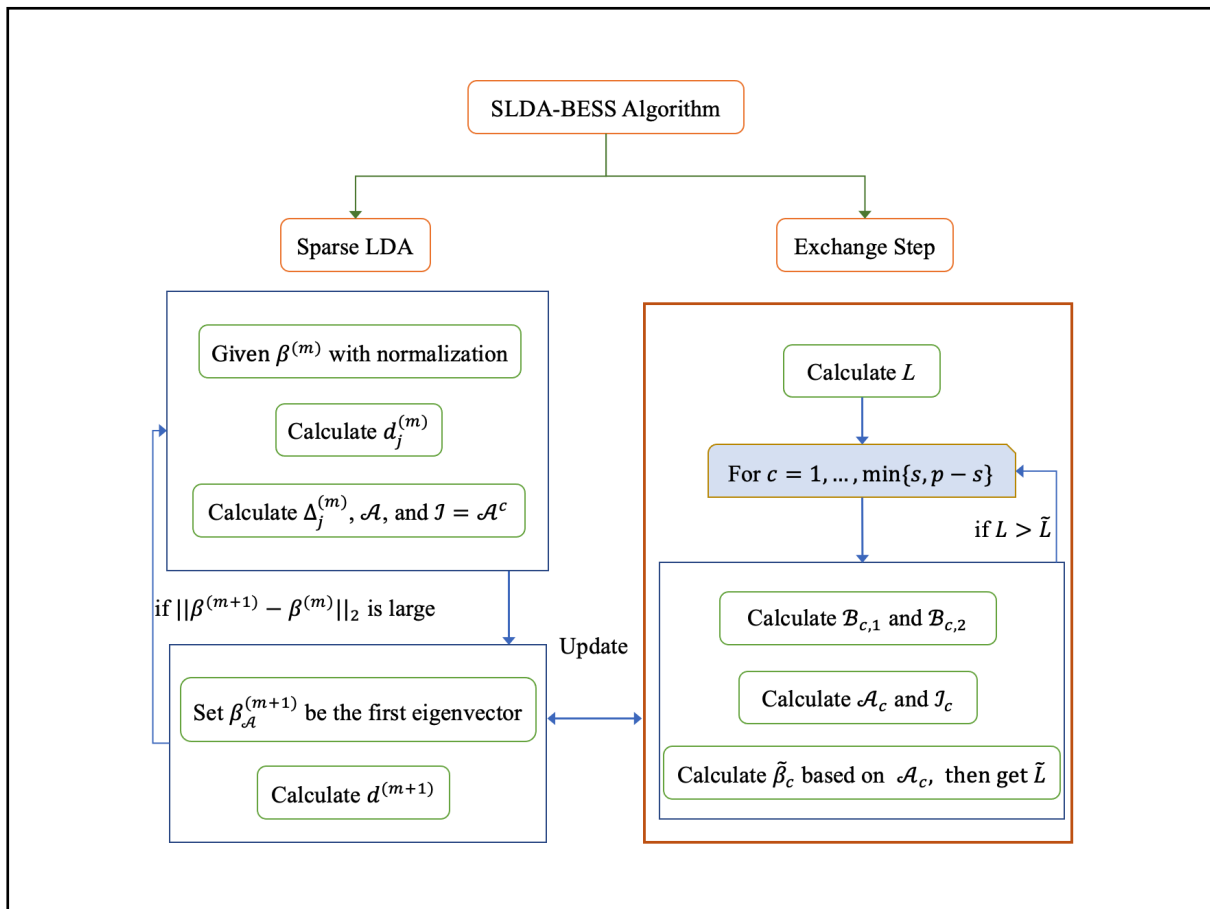 SLDA-BESS Algorithm
Sparse LDA
Exchange Step
Given β^(m) with normalization
Calculate d_j^(m)
Calculate Δ_j^(m), 𝒜, and ℐ = 𝒜^c
if ||β^(m+1) − β^(m)||_2 is large
Set β_𝒜^(m+1) be the first eigenvector
Calculate d^(m+1)
Update
Calculate L
For c = 1, … , min{s, p − s}
if L > L̃
Calculate ℬ_c,1 and ℬ_c,2
Calculate 𝒜_c and ℐ_c
Calculate β̃_c based on 𝒜_c, then get L̃